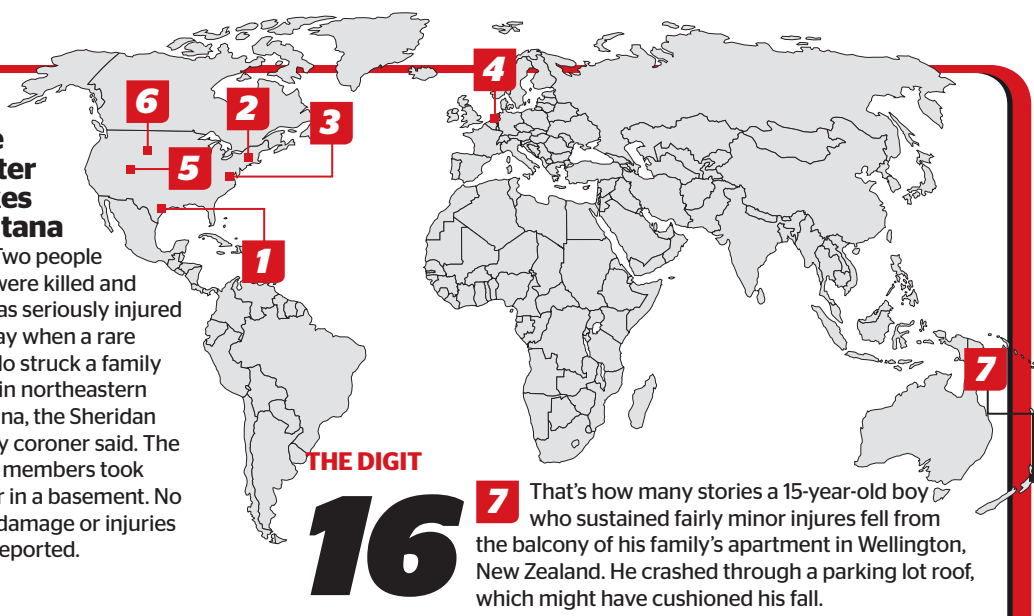 6
2
3
4
5
1
7
e
ter
kes
tana
Two people
were killed and
as seriously injured
ay when a rare
lo struck a family
in northeastern
na, the Sheridan
y coroner said. The
members took
r in a basement. No
damage or injuries
eported.
THE DIGIT
16
7 That's how many stories a 15-year-old boy
who sustained fairly minor injures fell from
the balcony of his family's apartment in Wellington,
New Zealand. He crashed through a parking lot roof,
which might have cushioned his fall.